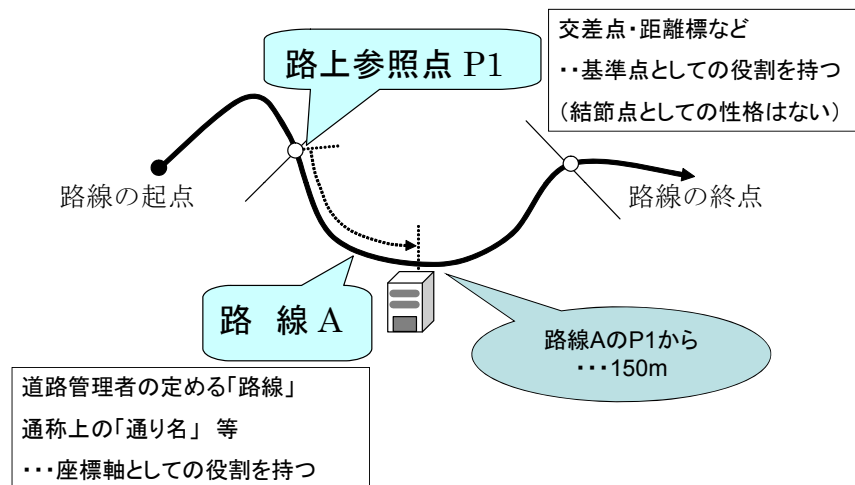 交差点・距離標など
・・基準点としての役割を持つ
（結節点としての性格はない）
路上参照点 P1
路線の起点
路線の終点
路 線 A
路線AのP1から
・・・150m
道路管理者の定める「路線」
通称上の「通り名」 等
・・・座標軸としての役割を持つ